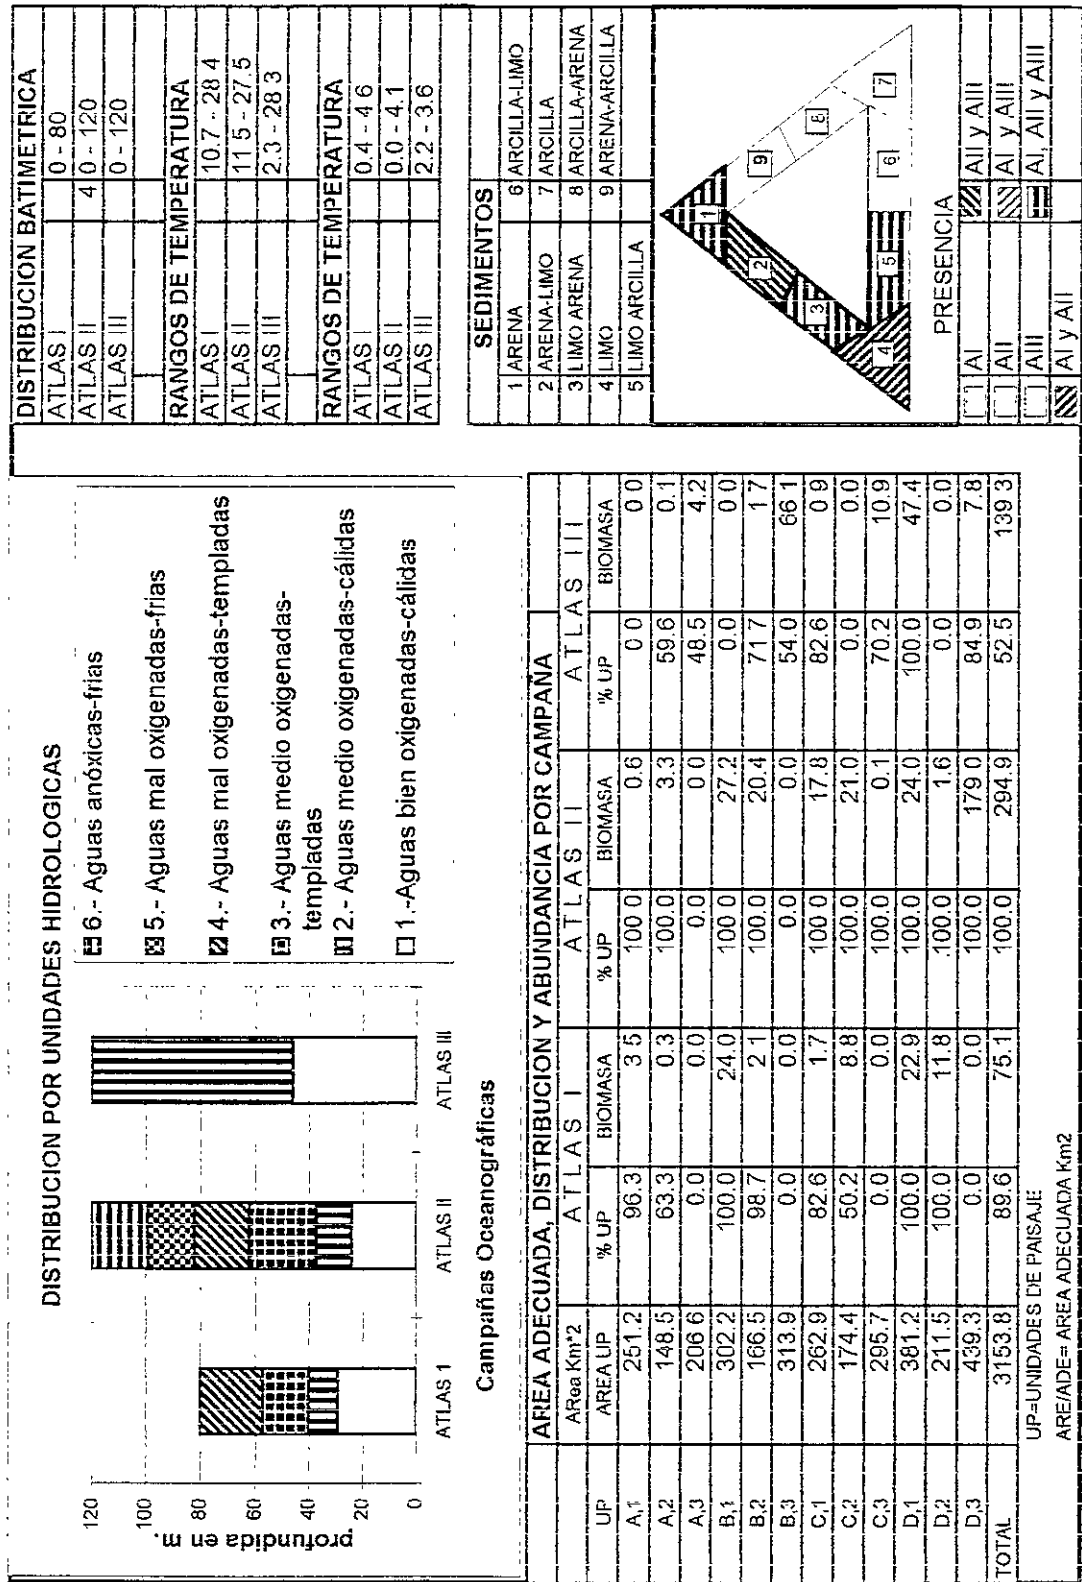 DISTRIBUCION POR UNIDADES HIDROLOGICAS
profundida en m.
120
100
80
60
40
20
0
ATLAS 1
ATLAS II
ATLAS III
Campañas Oceanográficas
6.- Aguas anóxicas-frias
5.- Aguas mal oxigenadas-frias
4.- Aguas mal oxigenadas-templadas
3.- Aguas medio oxigenadas-
templadas
2.- Aguas medio oxigenadas-cálidas
1.-Aguas bien oxigenadas-cálidas
DISTRIBUCION BATIMETRICA
ATLAS I 0 - 80
ATLAS II 4 0 - 120
ATLAS III 0 - 120
RANGOS DE TEMPERATURA
ATLAS I 10.7 - 28 4
ATLAS II 11 5 - 27.5
ATLAS III 2.3 - 28 3
RANGOS DE TEMPERATURA
ATLAS I 0.4 - 4 6
ATLAS II 0.0 - 4.1
ATLAS III 2.2 - 3.6
SEDIMENTOS
1 ARENA 6 ARCILLA-LIMO
2 ARENA-LIMO 7 ARCILLA
3 LIMO ARENA 8 ARCILLA-ARENA
4 LIMO 9 ARENA-ARCILLA
5 LIMO ARCILLA
1
2
9
3
8
4
5
6
7
PRESENCIA
AI AII y AIII
AII AI y AIII
AIII AI, AII y AIII
AI y AII
AREA ADECUADA, DISTRIBUCION Y ABUNDANCIA POR CAMPAÑA
ARea Km*2 ATLAS I ATLAS II ATLAS III
UP AREA UP % UP BIOMASA % UP BIOMASA % UP BIOMASA
A,1 251.2 96.3 3 5 100 0 0.6 0 0 0 0
A,2 148.5 63.3 0.3 100.0 3.3 59.6 0.1
A,3 206 6 0.0 0.0 0.0 0 0 48.5 4.2
B,1 302.2 100.0 24.0 100 0 27.2 0.0 0 0
B,2 166.5 98.7 2 1 100.0 20.4 71 7 1 7
B,3 313.9 0.0 0.0 0.0 0.0 54.0 66 1
C,1 262.9 82.6 1.7 100 0 17.8 82.6 0 9
C,2 174.4 50.2 8.8 100.0 21.0 0.0 0.0
C,3 295.7 0.0 0.0 100.0 0.1 70.2 10.9
D,1 381.2 100.0 22.9 100.0 24.0 100.0 47.4
D,2 211.5 100.0 11.8 100.0 1.6 0.0 0.0
D,3 439.3 0.0 0.0 100.0 179 0 84.9 7.8
TOTAL 3153.8 89.6 75.1 100.0 294.9 52.5 139 3
UP=UNIDADES DE PAISAJE
ARE/ADE= AREA ADECUADA Km2